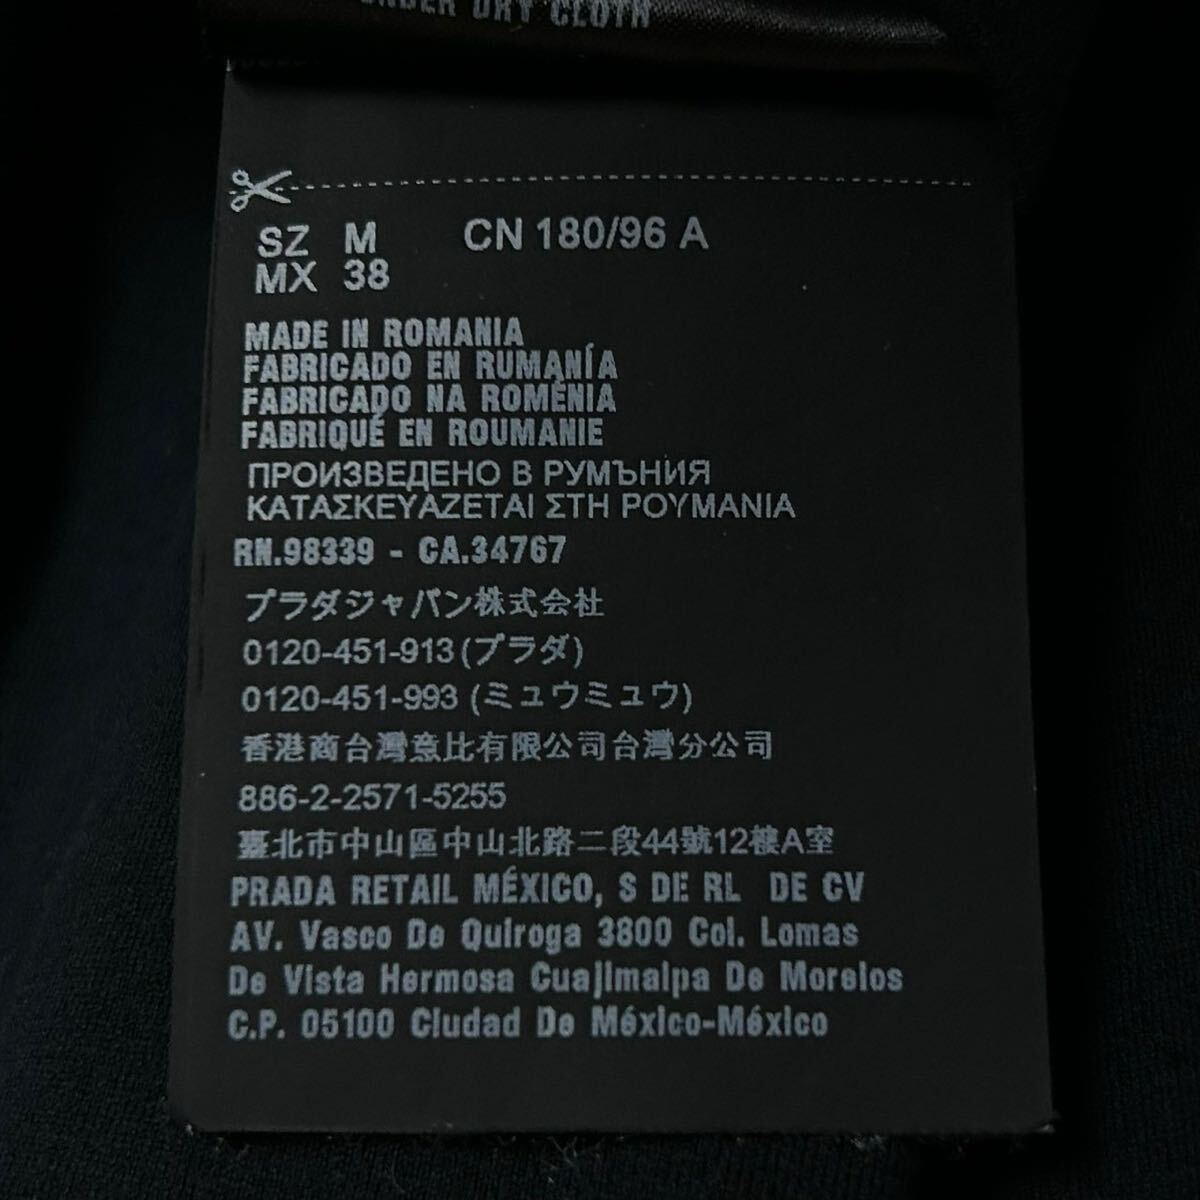 UNDER DRY CLOTH
SZ M CN 180/96 A
MX 38
MADE IN ROMANIA
FABRICADO EN RUMANÍA
FABRICADO NA ROMÉNIA
FABRIQUÉ EN ROUMANIE
ПРОИЗВЕДЕНО В РУМЪНИЯ
ΚΑΤΑΣΚΕΥΑΖΕΤΑΙ ΣΤΗ ΡΟΥΜΑΝΙΑ
RN.98339 - CA.34767
プラダジャパン株式会社
0120-451-913 (プラダ)
0120-451-993 (ミュウミュウ)
香港商台灣意比有限公司台灣分公司
886-2-2571-5255
臺北市中山區中山北路二段44號12樓A室
PRADA RETAIL MÉXICO, S DE RL DE CV
AV. Vasco De Quiroga 3800 Col. Lomas
De Vista Hermosa Cuajimalpa De Morelos
C.P. 05100 Ciudad De México-México